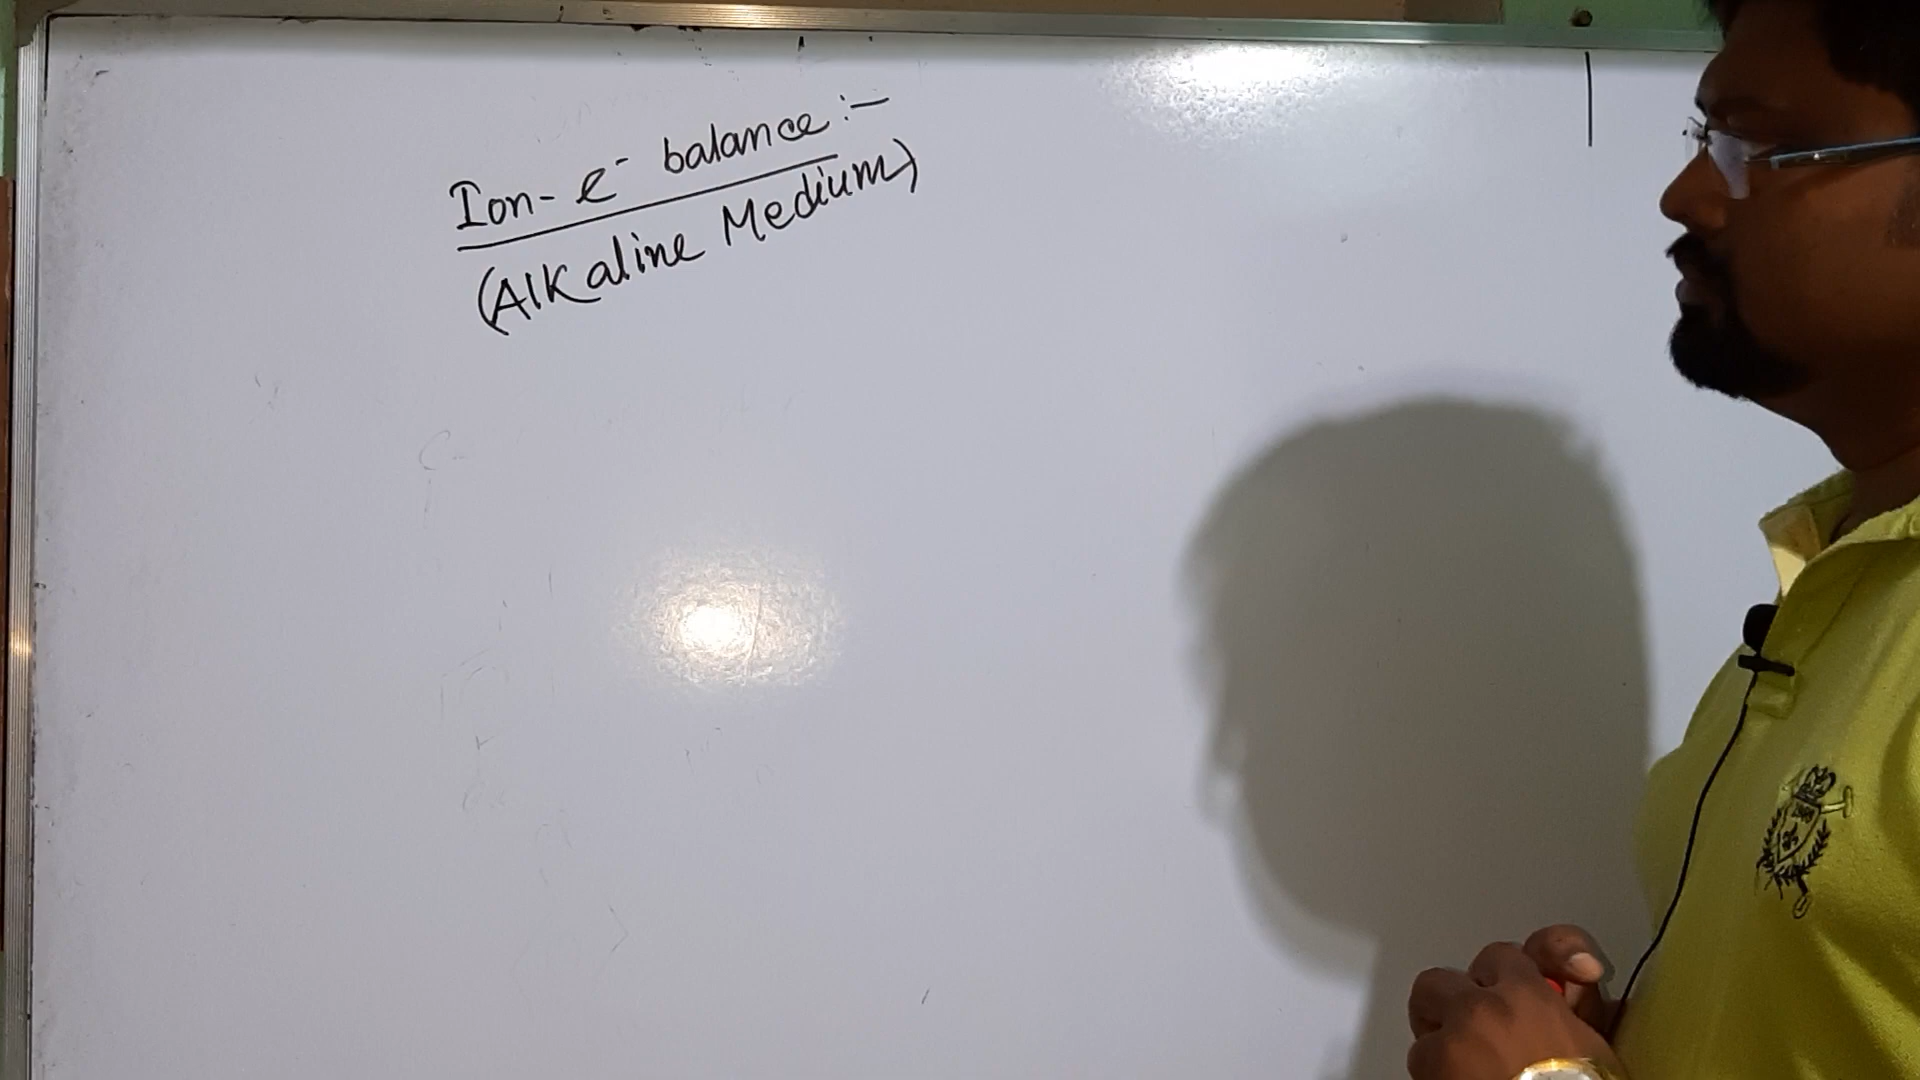 Ion- e⁻ balance :-
(Alkaline Medium)